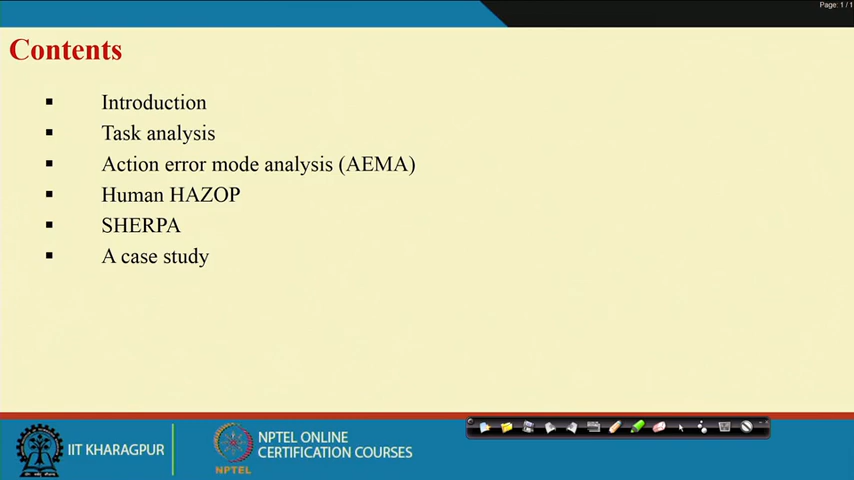 Page: 1 / 1
Contents
Introduction
Task analysis
Action error mode analysis (AEMA)
Human HAZOP
SHERPA
A case study
IIT KHARAGPUR
NPTEL
NPTEL ONLINE
CERTIFICATION COURSES